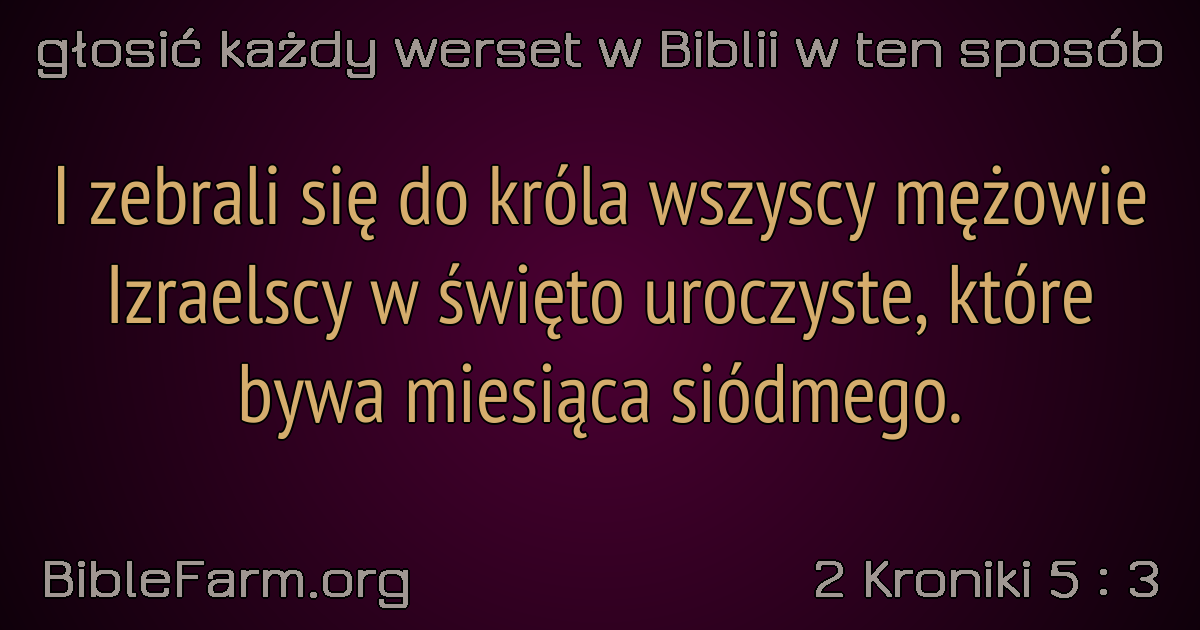 głosić każdy werset w Biblii w ten sposób
I zebrali się do króla wszyscy mężowie
Izraelscy w święto uroczyste, które
bywa miesiąca siódmego.
BibleFarm.org
2 Kroniki 5 : 3